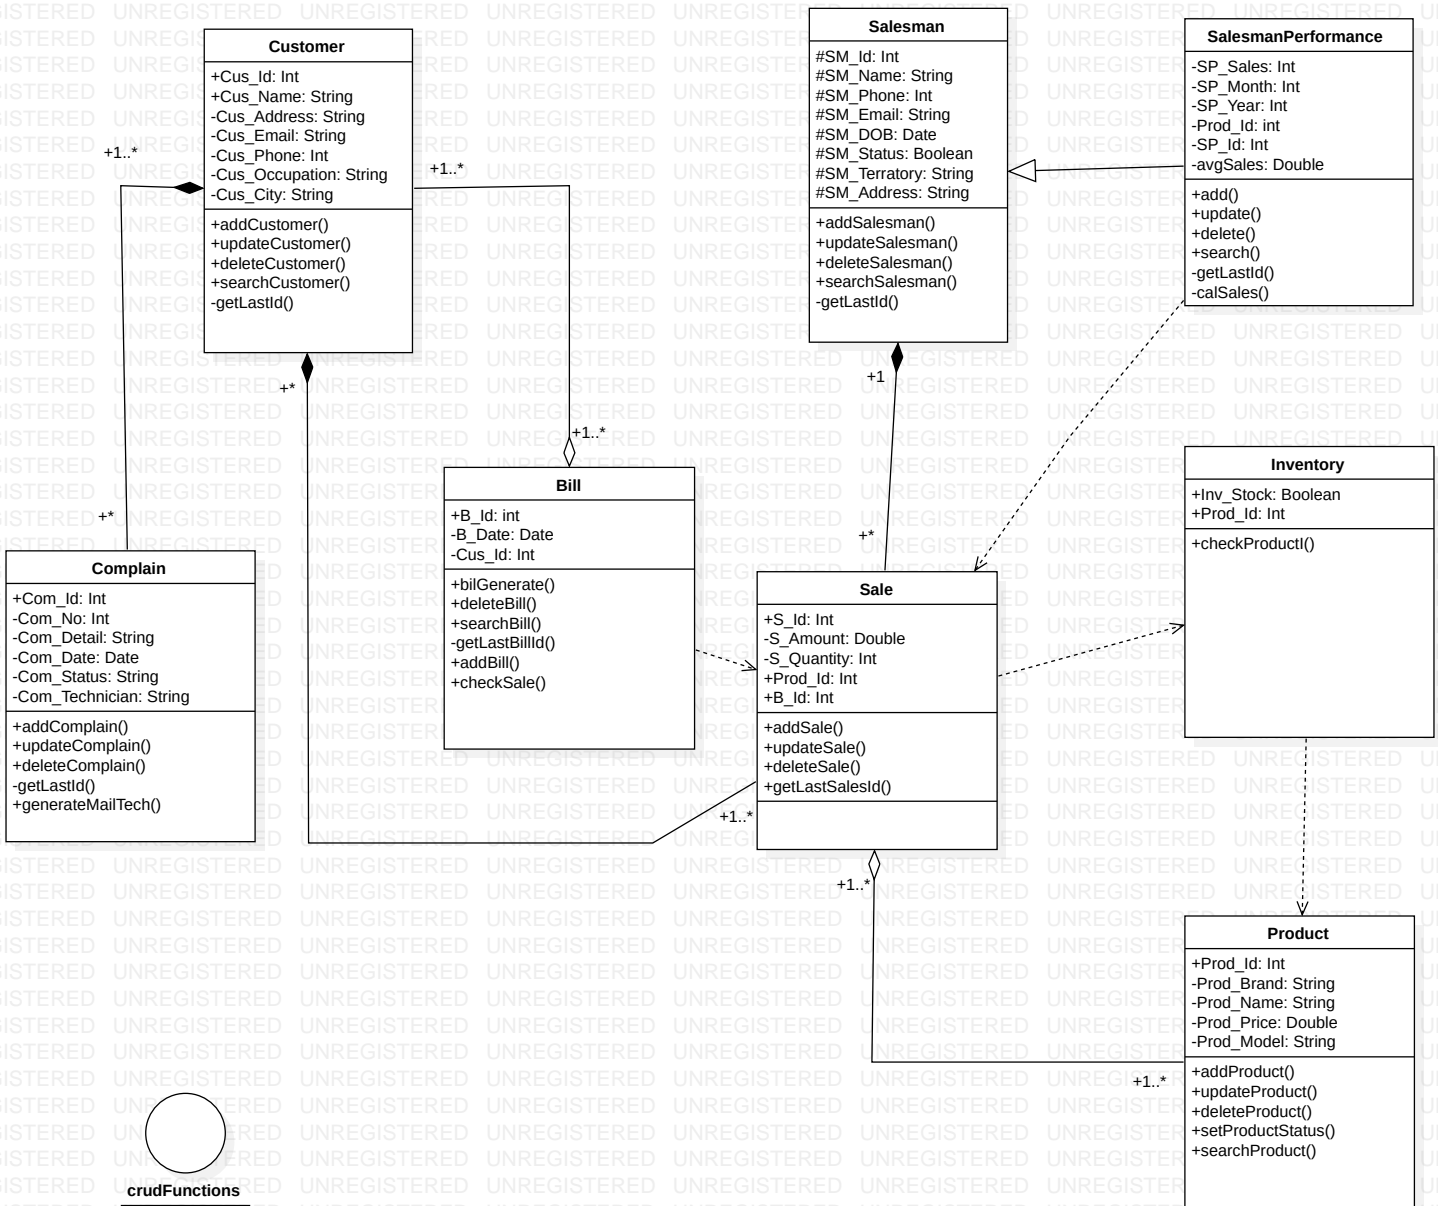 Customer
+Cus_Id: Int
+Cus_Name: String
-Cus_Address: String
-Cus_Email: String
-Cus_Phone: Int
-Cus_Occupation: String
-Cus_City: String
+addCustomer()
+updateCustomer()
+deleteCustomer()
+searchCustomer()
-getLastId()
Salesman
#SM_Id: Int
#SM_Name: String
#SM_Phone: Int
#SM_Email: String
#SM_DOB: Date
#SM_Status: Boolean
#SM_Terratory: String
#SM_Address: String
+addSalesman()
+updateSalesman()
+deleteSalesman()
+searchSalesman()
-getLastId()
SalesmanPerformance
-SP_Sales: Int
-SP_Month: Int
-SP_Year: Int
-Prod_Id: int
-SP_Id: Int
-avgSales: Double
+add()
+update()
+delete()
+search()
-getLastId()
-calSales()
+1..*
+1..*
+*
+1
+1..*
+*
+*
Bill
+B_Id: int
-B_Date: Date
-Cus_Id: Int
+bilGenerate()
+deleteBill()
+searchBill()
-getLastBillId()
+addBill()
+checkSale()
Inventory
+Inv_Stock: Boolean
+Prod_Id: Int
+checkProductI()
Complain
+Com_Id: Int
-Com_No: Int
-Com_Detail: String
-Com_Date: Date
-Com_Status: String
-Com_Technician: String
+addComplain()
+updateComplain()
+deleteComplain()
-getLastId()
+generateMailTech()
Sale
+S_Id: Int
-S_Amount: Double
-S_Quantity: Int
+Prod_Id: Int
+B_Id: Int
+addSale()
+updateSale()
+deleteSale()
+getLastSalesId()
+1..*
+1..*
+1..*
Product
+Prod_Id: Int
-Prod_Brand: String
-Prod_Name: String
-Prod_Price: Double
-Prod_Model: String
+addProduct()
+updateProduct()
+deleteProduct()
+setProductStatus()
+searchProduct()
crudFunctions
UNREGISTERED